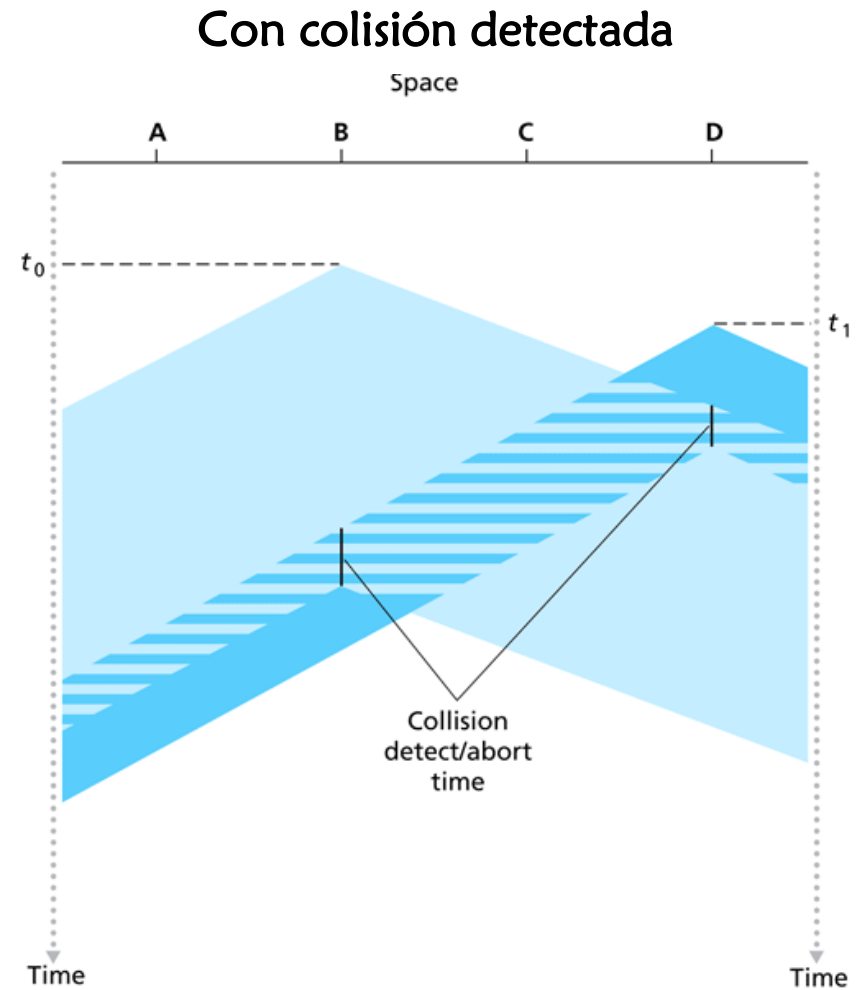 Con colisión detectada
Space
A B C D
t0
t1
Collision
detect/abort
time
Time Time